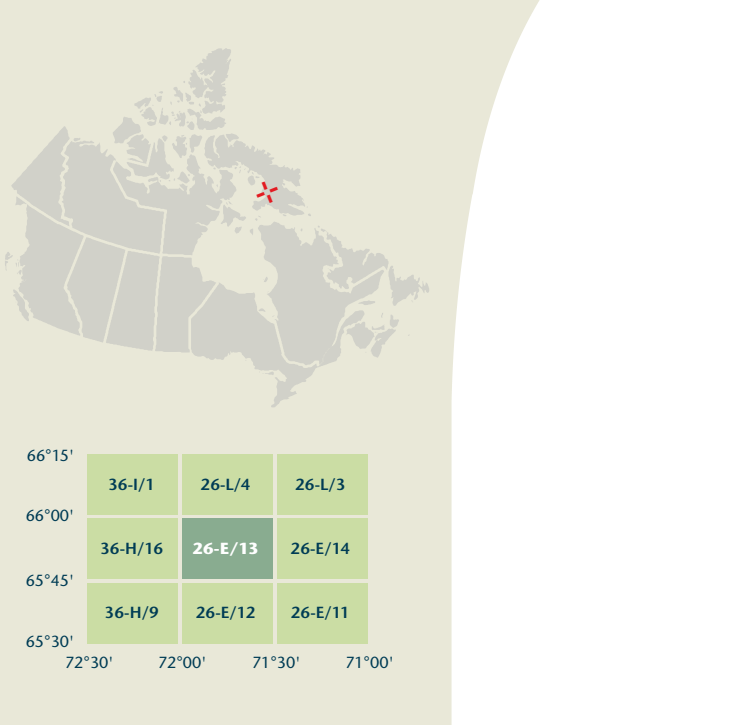 66°15'
36-I/1 26-L/4 26-L/3
66°00'
36-H/16 26-E/13 26-E/14
65°45'
36-H/9 26-E/12 26-E/11
65°30'
72°30' 72°00' 71°30' 71°00'